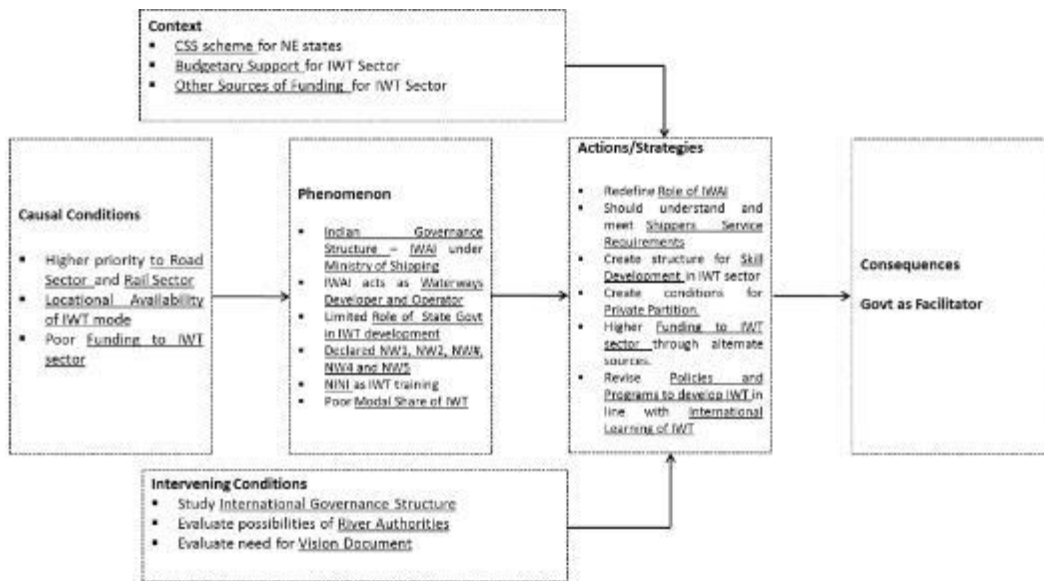 Context
▪ CSS scheme for NE states
▪ Budgetary Support for IWT Sector
▪ Other Sources of Funding for IWT Sector
Causal Conditions
▪ Higher priority to Road
Sector and Rail Sector
▪ Locational Availability
of IWT mode
▪ Poor Funding to IWT
sector
Phenomenon
▪ Indian Governance
Structure – IWAI under
Ministry of Shipping
▪ IWAI acts as Waterways
Developer and Operator
▪ Limited Role of State Govt
in IWT development
▪ Declared NW1, NW2, NW#,
NW4 and NW5
▪ NINI as IWT training
▪ Poor Modal Share of IWT
Actions/Strategies
▪ Redefine Role of IWAI
▪ Should understand and
meet Shippers Service
Requirements
▪ Create structure for Skill
Development in IWT sector
▪ Create conditions for
Private Partition.
▪ Higher Funding to IWT
sector through alternate
sources.
▪ Revise Policies and
Programs to develop IWT in
line with International
Learning of IWT
Consequences
Govt as Facilitator
Intervening Conditions
▪ Study International Governance Structure
▪ Evaluate possibilities of River Authorities
▪ Evaluate need for Vision Document